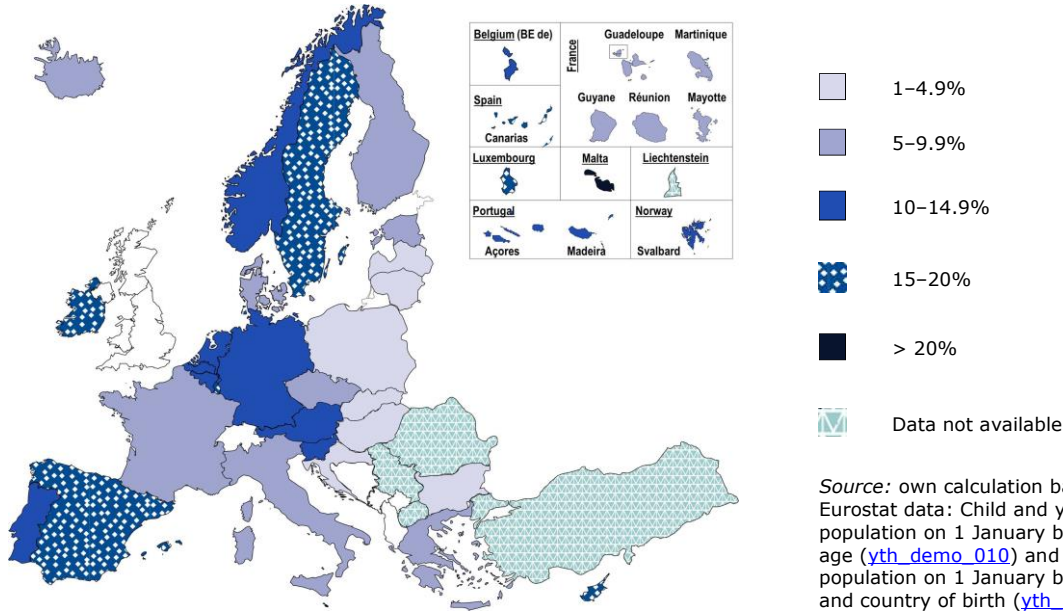 Belgium (BE de)
France
Guadeloupe
Martinique
Spain
Canarias
Guyane
Réunion
Mayotte
Luxembourg
Malta
Liechtenstein
Portugal
Açores
Madeira
Norway
Svalbard
1–4.9%
5–9.9%
10–14.9%
15–20%
> 20%
Data not available
Source: own calculation
Eurostat data: Child and
population on 1 January
age (yth_demo_010) and
population on 1 January
and country of birth